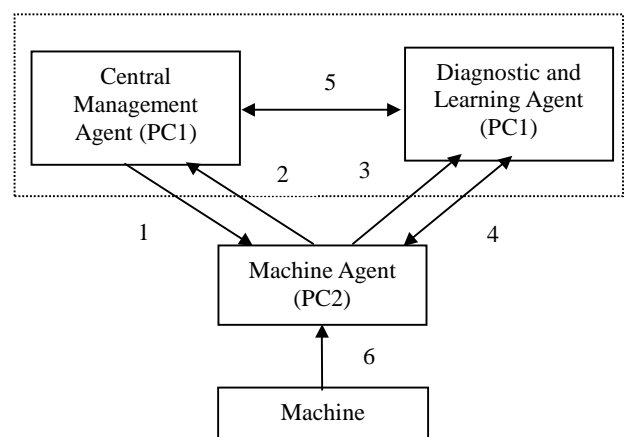 Central
Management
Agent (PC1)
5
Diagnostic and
Learning Agent
(PC1)
2
3
1
4
Machine Agent
(PC2)
6
Machine